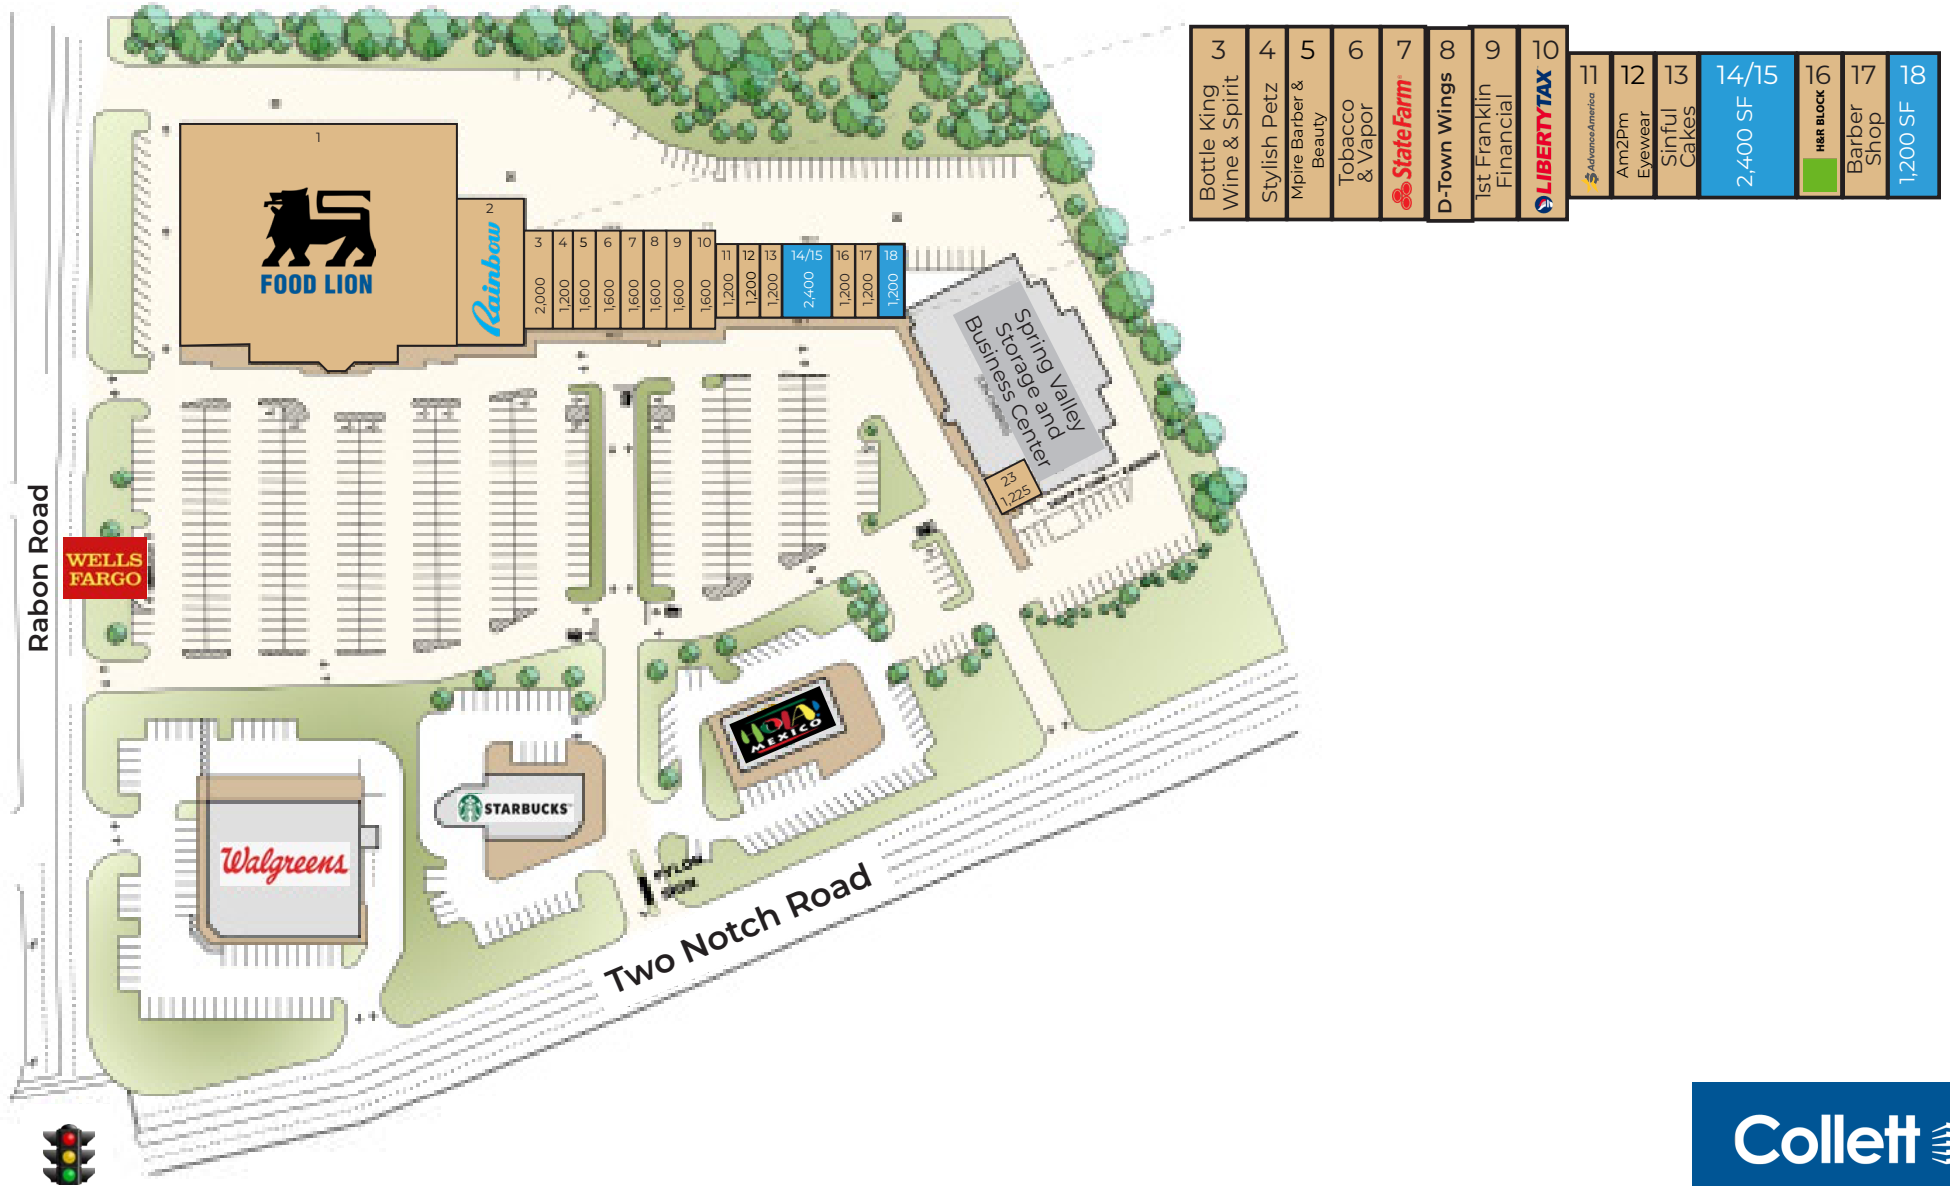 3
Bottle King
Wine & Spirit
4
Stylish Petz
5
Mpire Barber &
Beauty
6
Tobacco
& Vapor
7
StateFarm
8
D-Town Wings
9
1st Franklin
Financial
10
LIBERTY TAX
11
Advance America
12
Am2Pm
Eyewear
13
Sinful
Cakes
14/15
2,400 SF
16
H&R BLOCK
17
Barber
Shop
18
1,200 SF
1
FOOD LION
2
Rainbow
3
2,000
4
1,200
5
1,600
6
1,600
7
1,600
8
1,600
9
1,600
10
1,600
11
1,200
12
1,200
13
1,200
14/15
2,400
16
1,200
17
1,200
18
1,200
Spring Valley
Storage and
Business Center
23
1,225
Rabon Road
WELLS
FARGO
HOLA!
MEXICO
STARBUCKS
Walgreens
PYLON
SIGN
Two Notch Road
Collett